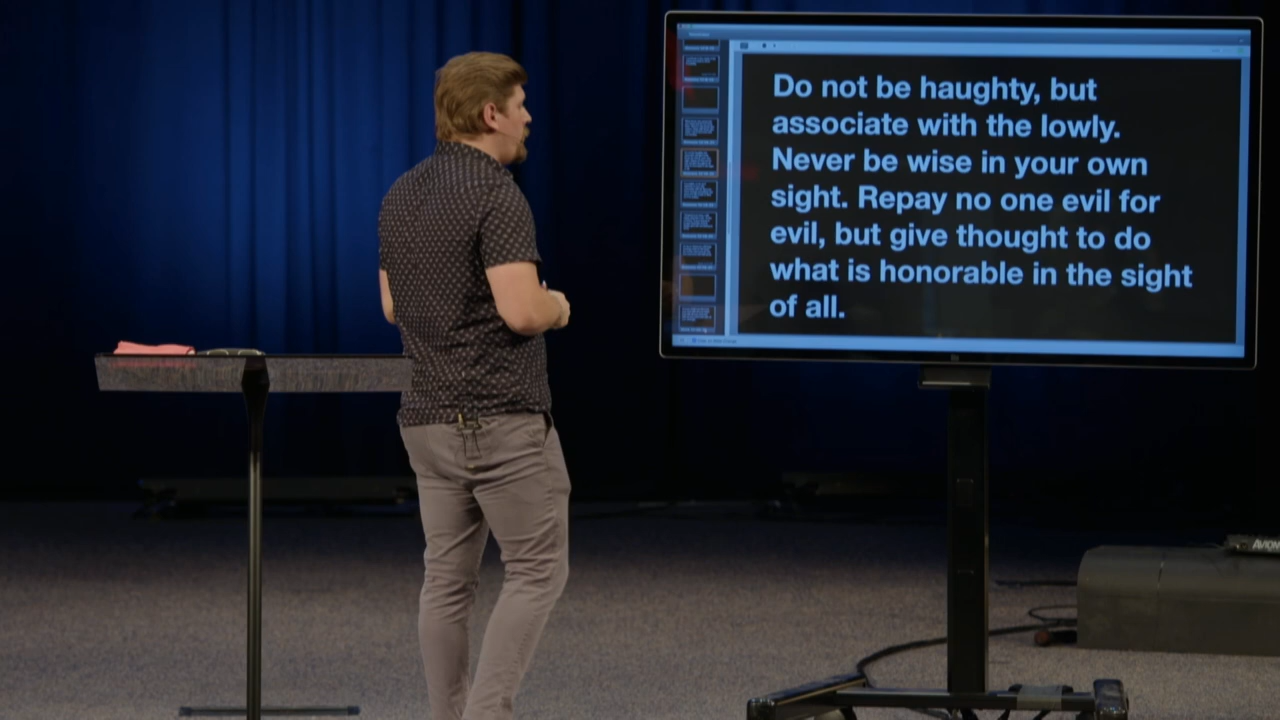 Do not be haughty, but
associate with the lowly.
Never be wise in your own
sight. Repay no one evil for
evil, but give thought to do
what is honorable in the sight
of all.